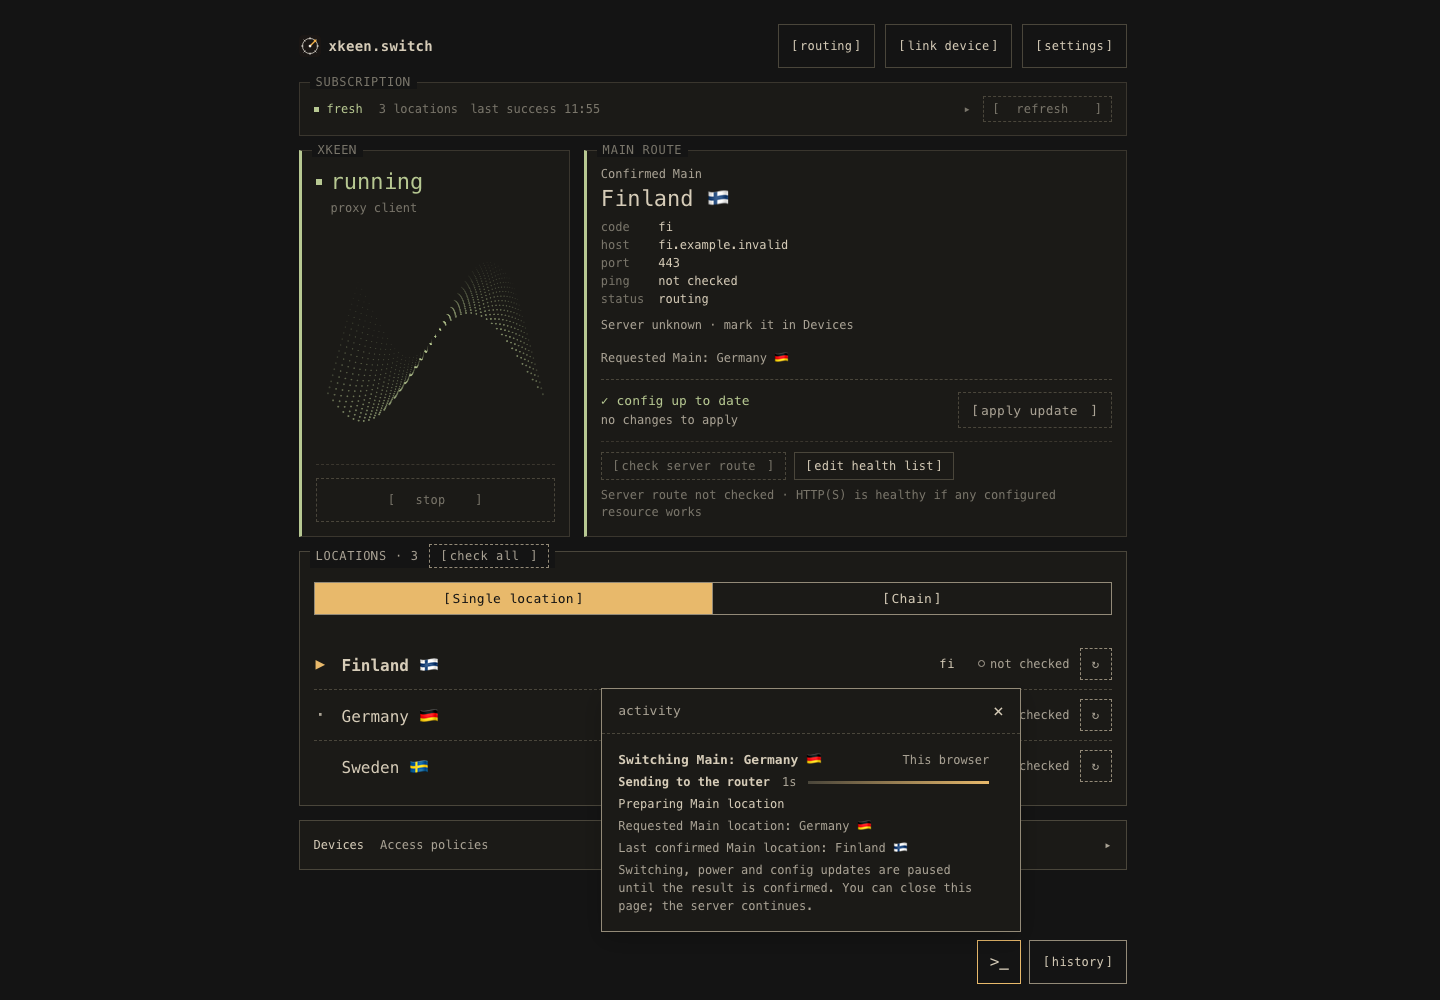 xkeen.switch
[routing]
[link device]
[settings]
SUBSCRIPTION
fresh 3 locations last success 11:55
[ refresh ]
XKEEN
running
proxy client
[ stop ]
MAIN ROUTE
Confirmed Main
Finland 🇫🇮
code fi
host fi.example.invalid
port 443
ping not checked
status routing
Server unknown · mark it in Devices
Requested Main: Germany 🇩🇪
✓ config up to date
no changes to apply
[apply update ]
[check server route ]
[edit health list]
Server route not checked · HTTP(S) is healthy if any configured
resource works
LOCATIONS · 3 [check all ]
[Single location]
[Chain]
▶ Finland 🇫🇮 fi ○ not checked ↻
· Germany 🇩🇪 checked ↻
Sweden 🇸🇪 checked ↻
activity ×
Switching Main: Germany 🇩🇪 This browser
Sending to the router 1s
Preparing Main location
Requested Main location: Germany 🇩🇪
Last confirmed Main location: Finland 🇫🇮
Switching, power and config updates are paused
until the result is confirmed. You can close this
page; the server continues.
Devices Access policies
>_
[history]